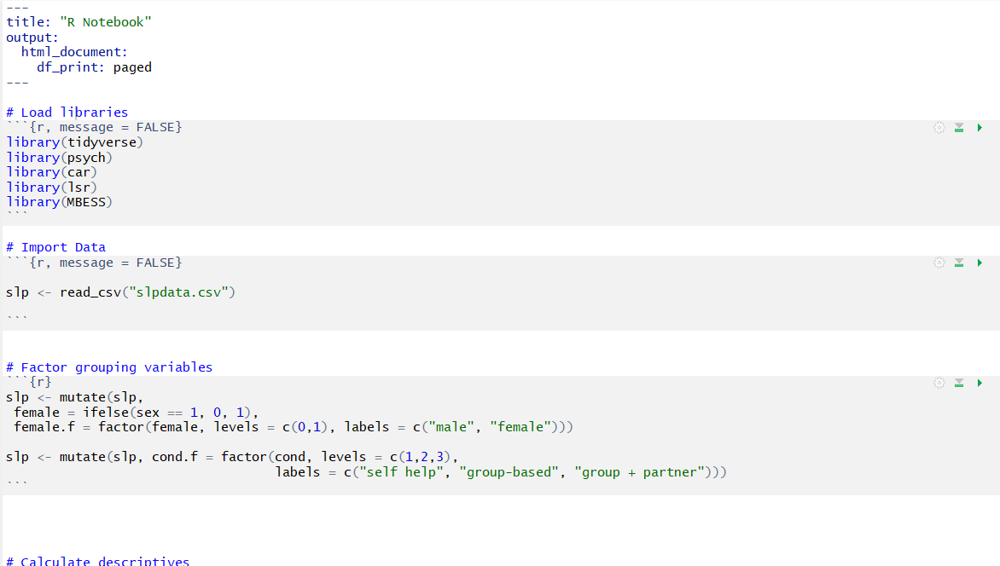 ---
title: "R Notebook"
output:
  html_document:
    df_print: paged
---
# Load libraries
```{r, message = FALSE}
library(tidyverse)
library(psych)
library(car)
library(lsr)
library(MBESS)
```
# Import Data
```{r, message = FALSE}
slp <- read_csv("slpdata.csv")
```
# Factor grouping variables
```{r}
slp <- mutate(slp,
 female = ifelse(sex == 1, 0, 1),
 female.f = factor(female, levels = c(0,1), labels = c("male", "female")))
slp <- mutate(slp, cond.f = factor(cond, levels = c(1,2,3),
                                   labels = c("self help", "group-based", "group + partner")))
```
# Calculate descriptives